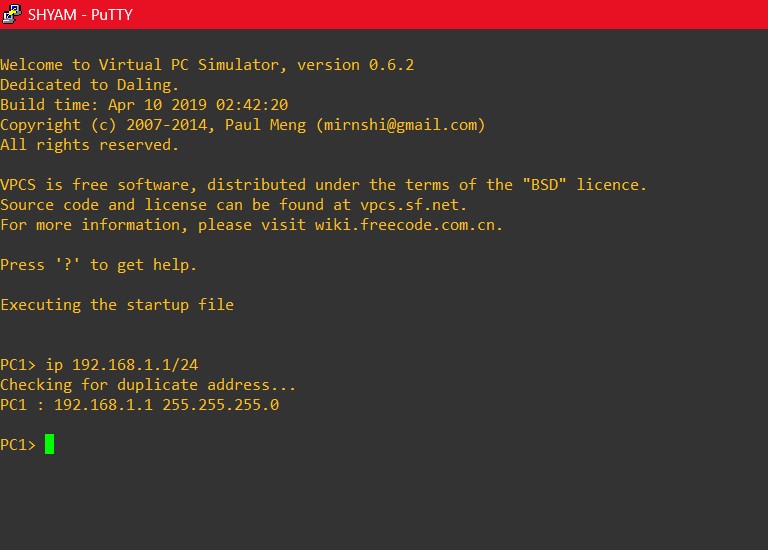 SHYAM - PuTTY
Welcome to Virtual PC Simulator, version 0.6.2
Dedicated to Daling.
Build time: Apr 10 2019 02:42:20
Copyright (c) 2007-2014, Paul Meng (mirnshi@gmail.com)
All rights reserved.
VPCS is free software, distributed under the terms of the "BSD" licence.
Source code and license can be found at vpcs.sf.net.
For more information, please visit wiki.freecode.com.cn.
Press '?' to get help.
Executing the startup file
PC1> ip 192.168.1.1/24
Checking for duplicate address...
PC1 : 192.168.1.1 255.255.255.0
PC1>